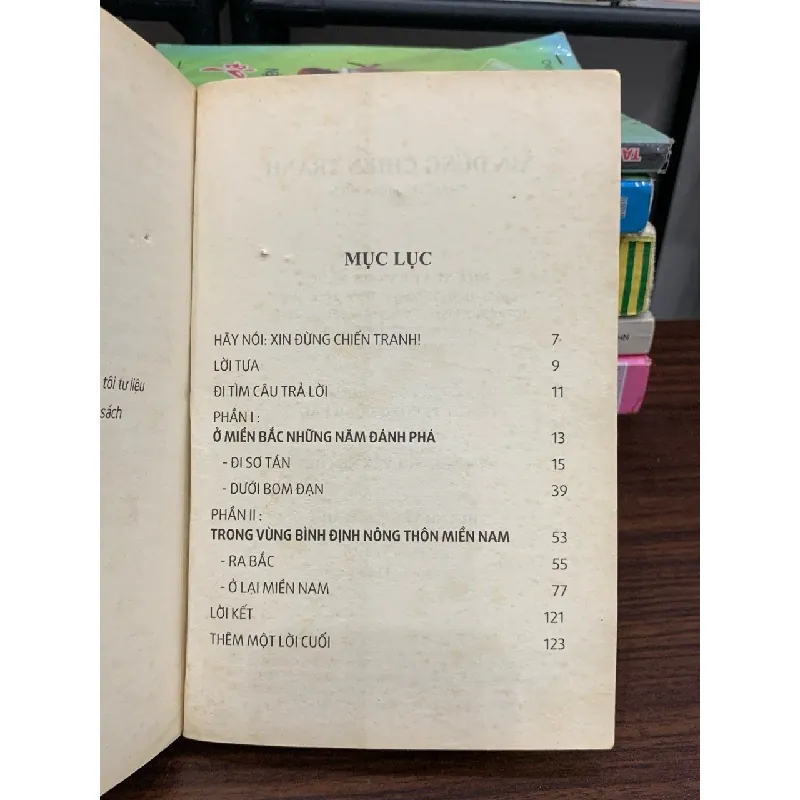 tôi tư liệu
sách
MỤC LỤC
HÃY NÓI: XIN ĐỪNG CHIẾN TRANH! 7
LỜI TỰA 9
ĐI TÌM CÂU TRẢ LỜI 11
PHẦN I :
Ở MIỀN BẮC NHỮNG NĂM ĐÁNH PHÁ 13
- ĐI SƠ TÁN 15
- DƯỚI BOM ĐẠN 39
PHẦN II :
TRONG VÙNG BÌNH ĐỊNH NÔNG THÔN MIỀN NAM 53
- RA BẮC 55
- Ở LẠI MIỀN NAM 77
LỜI KẾT 121
THÊM MỘT LỜI CUỐI 123
TA
HN